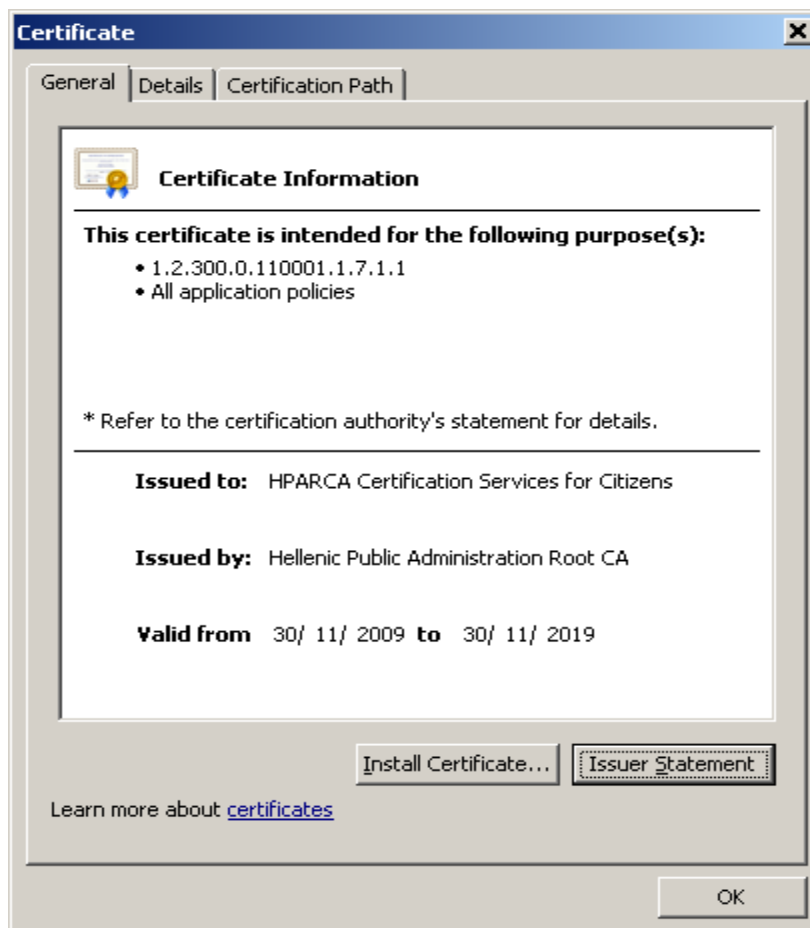 Certificate
General Details Certification Path
Certificate Information
This certificate is intended for the following purpose(s):
• 1.2.300.0.110001.1.7.1.1
• All application policies
* Refer to the certification authority's statement for details.
Issued to: HPARCA Certification Services for Citizens
Issued by: Hellenic Public Administration Root CA
Valid from 30/ 11/ 2009 to 30/ 11/ 2019
Install Certificate... Issuer Statement
Learn more about certificates
OK